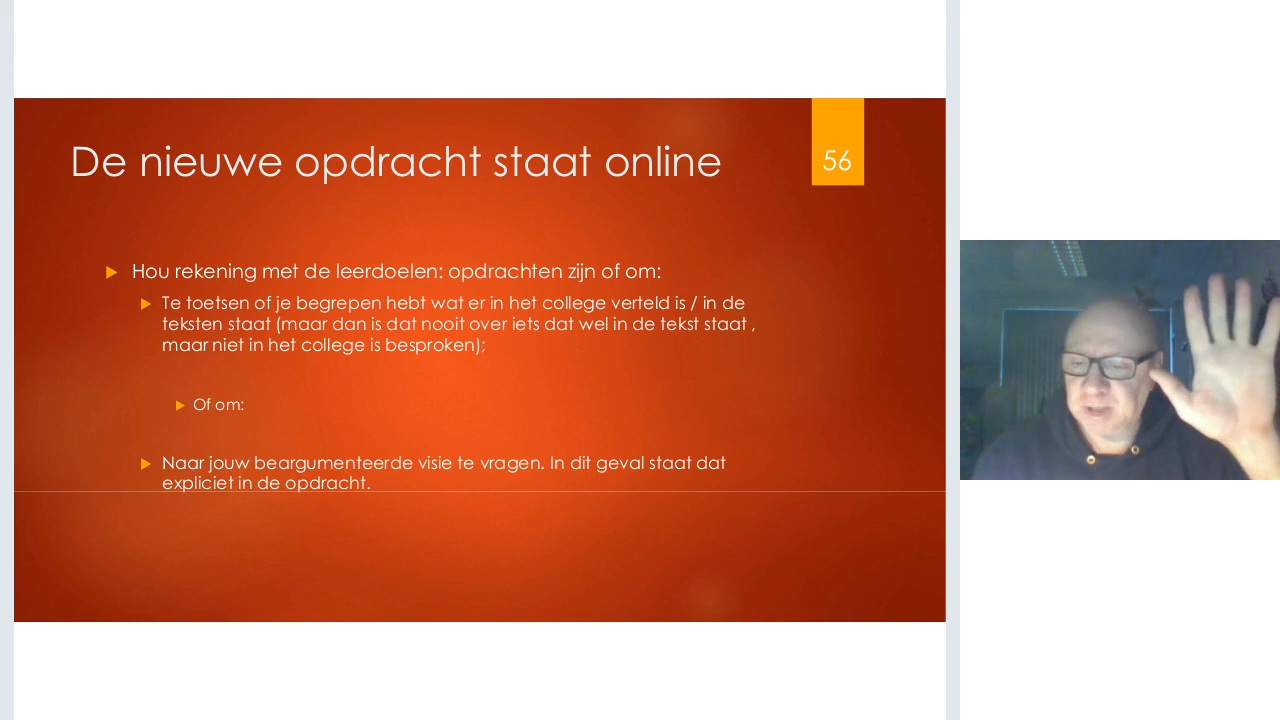 De nieuwe opdracht staat online
56
Hou rekening met de leerdoelen: opdrachten zijn of om:
Te toetsen of je begrepen hebt wat er in het college verteld is / in de
teksten staat (maar dan is dat nooit over iets dat wel in de tekst staat ,
maar niet in het college is besproken);
Of om:
Naar jouw beargumenteerde visie te vragen. In dit geval staat dat
expliciet in de opdracht.